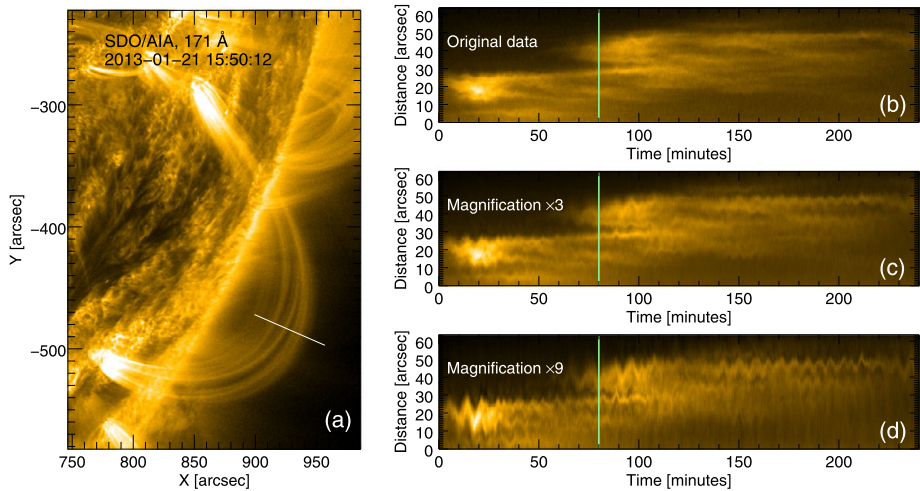 SDO/AIA, 171 Å
2013−01−21 15:50:12
−300
−400
−500
Y [arcsec]
(a)
750 800 850 900 950
X [arcsec]
60
50
40
30
20
10
0
Distance [arcsec]
Original data
(b)
0 50 100 150 200
Time [minutes]
60
50
40
30
20
10
0
Distance [arcsec]
Magnification ×3
(c)
0 50 100 150 200
Time [minutes]
60
50
40
30
20
10
0
Distance [arcsec]
Magnification ×9
(d)
0 50 100 150 200
Time [minutes]